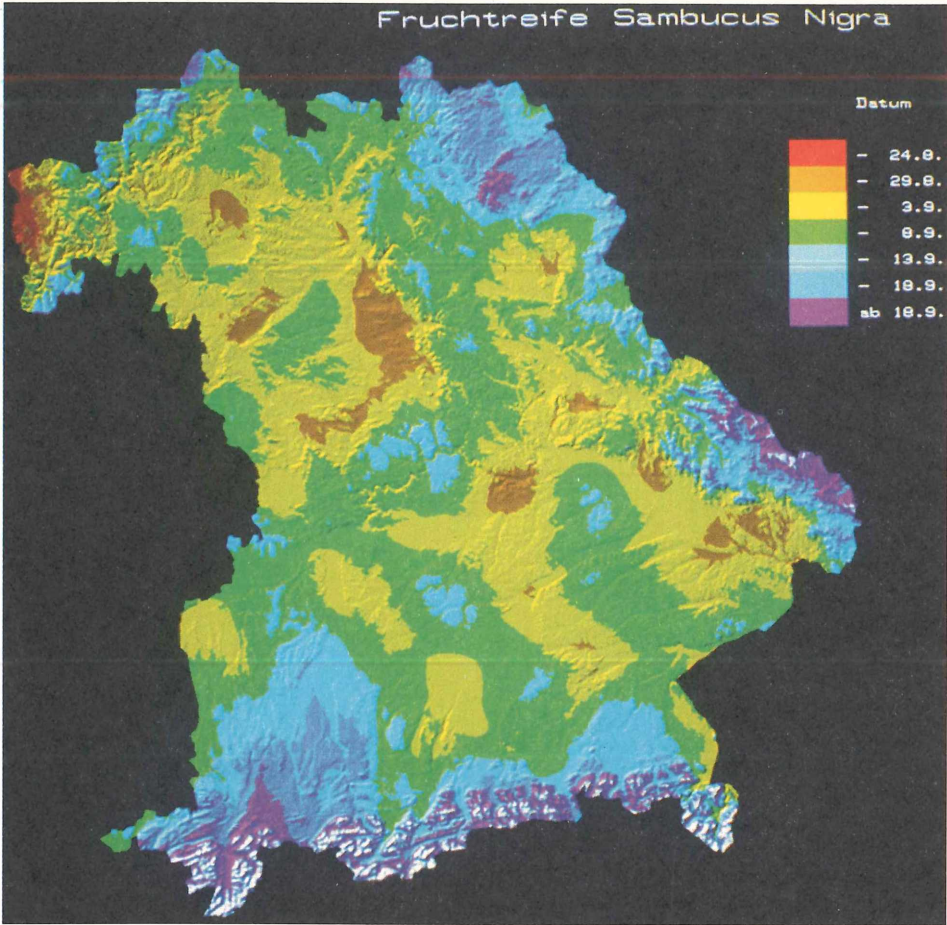 Fruchtreife Sambucus Nigra
Datum
- 24.8.
- 29.8.
- 3.9.
- 8.9.
- 13.9.
- 18.9.
ab 18.9.